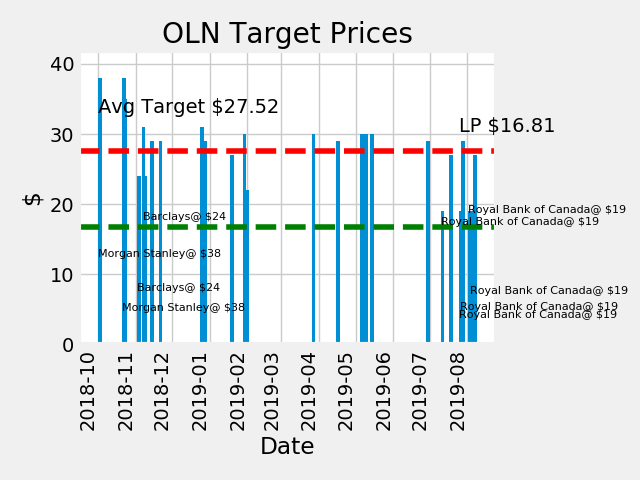 OLN Target Prices
40
Avg Target $27.52
LP $16.81
30
$
20
Royal Bank of Canada@ $19
Barclays@ $24
Royal Bank of Canada@ $19
Morgan Stanley@ $38
10
Barclays@ $24
Royal Bank of Canada@ $19
Morgan Stanley@ $38
Royal Bank of Canada@ $19
Royal Bank of Canada@ $19
0
2018-10
2018-11
2018-12
2019-01
2019-02
2019-03
2019-04
2019-05
2019-06
2019-07
2019-08
Date